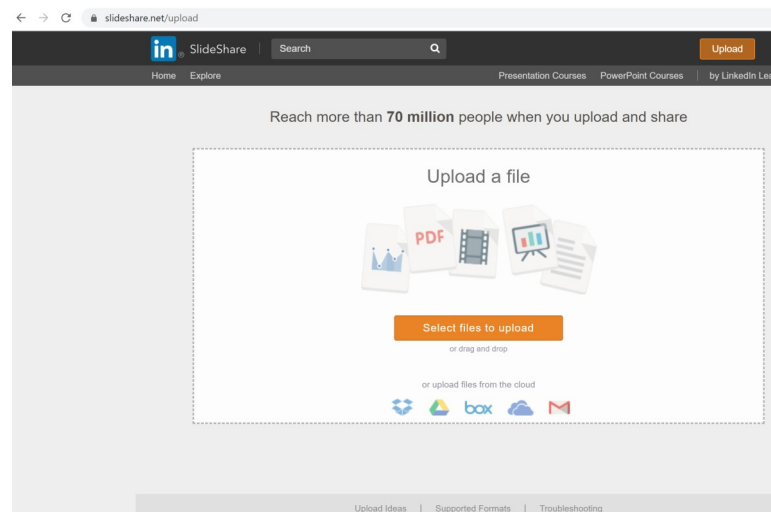 slideshare.net/upload
in ® SlideShare Search Upload
Home Explore Presentation Courses PowerPoint Courses by LinkedIn Lea
Reach more than 70 million people when you upload and share
Upload a file
PDF
Select files to upload
or drag and drop
or upload files from the cloud
box
Upload Ideas | Supported Formats | Troubleshooting